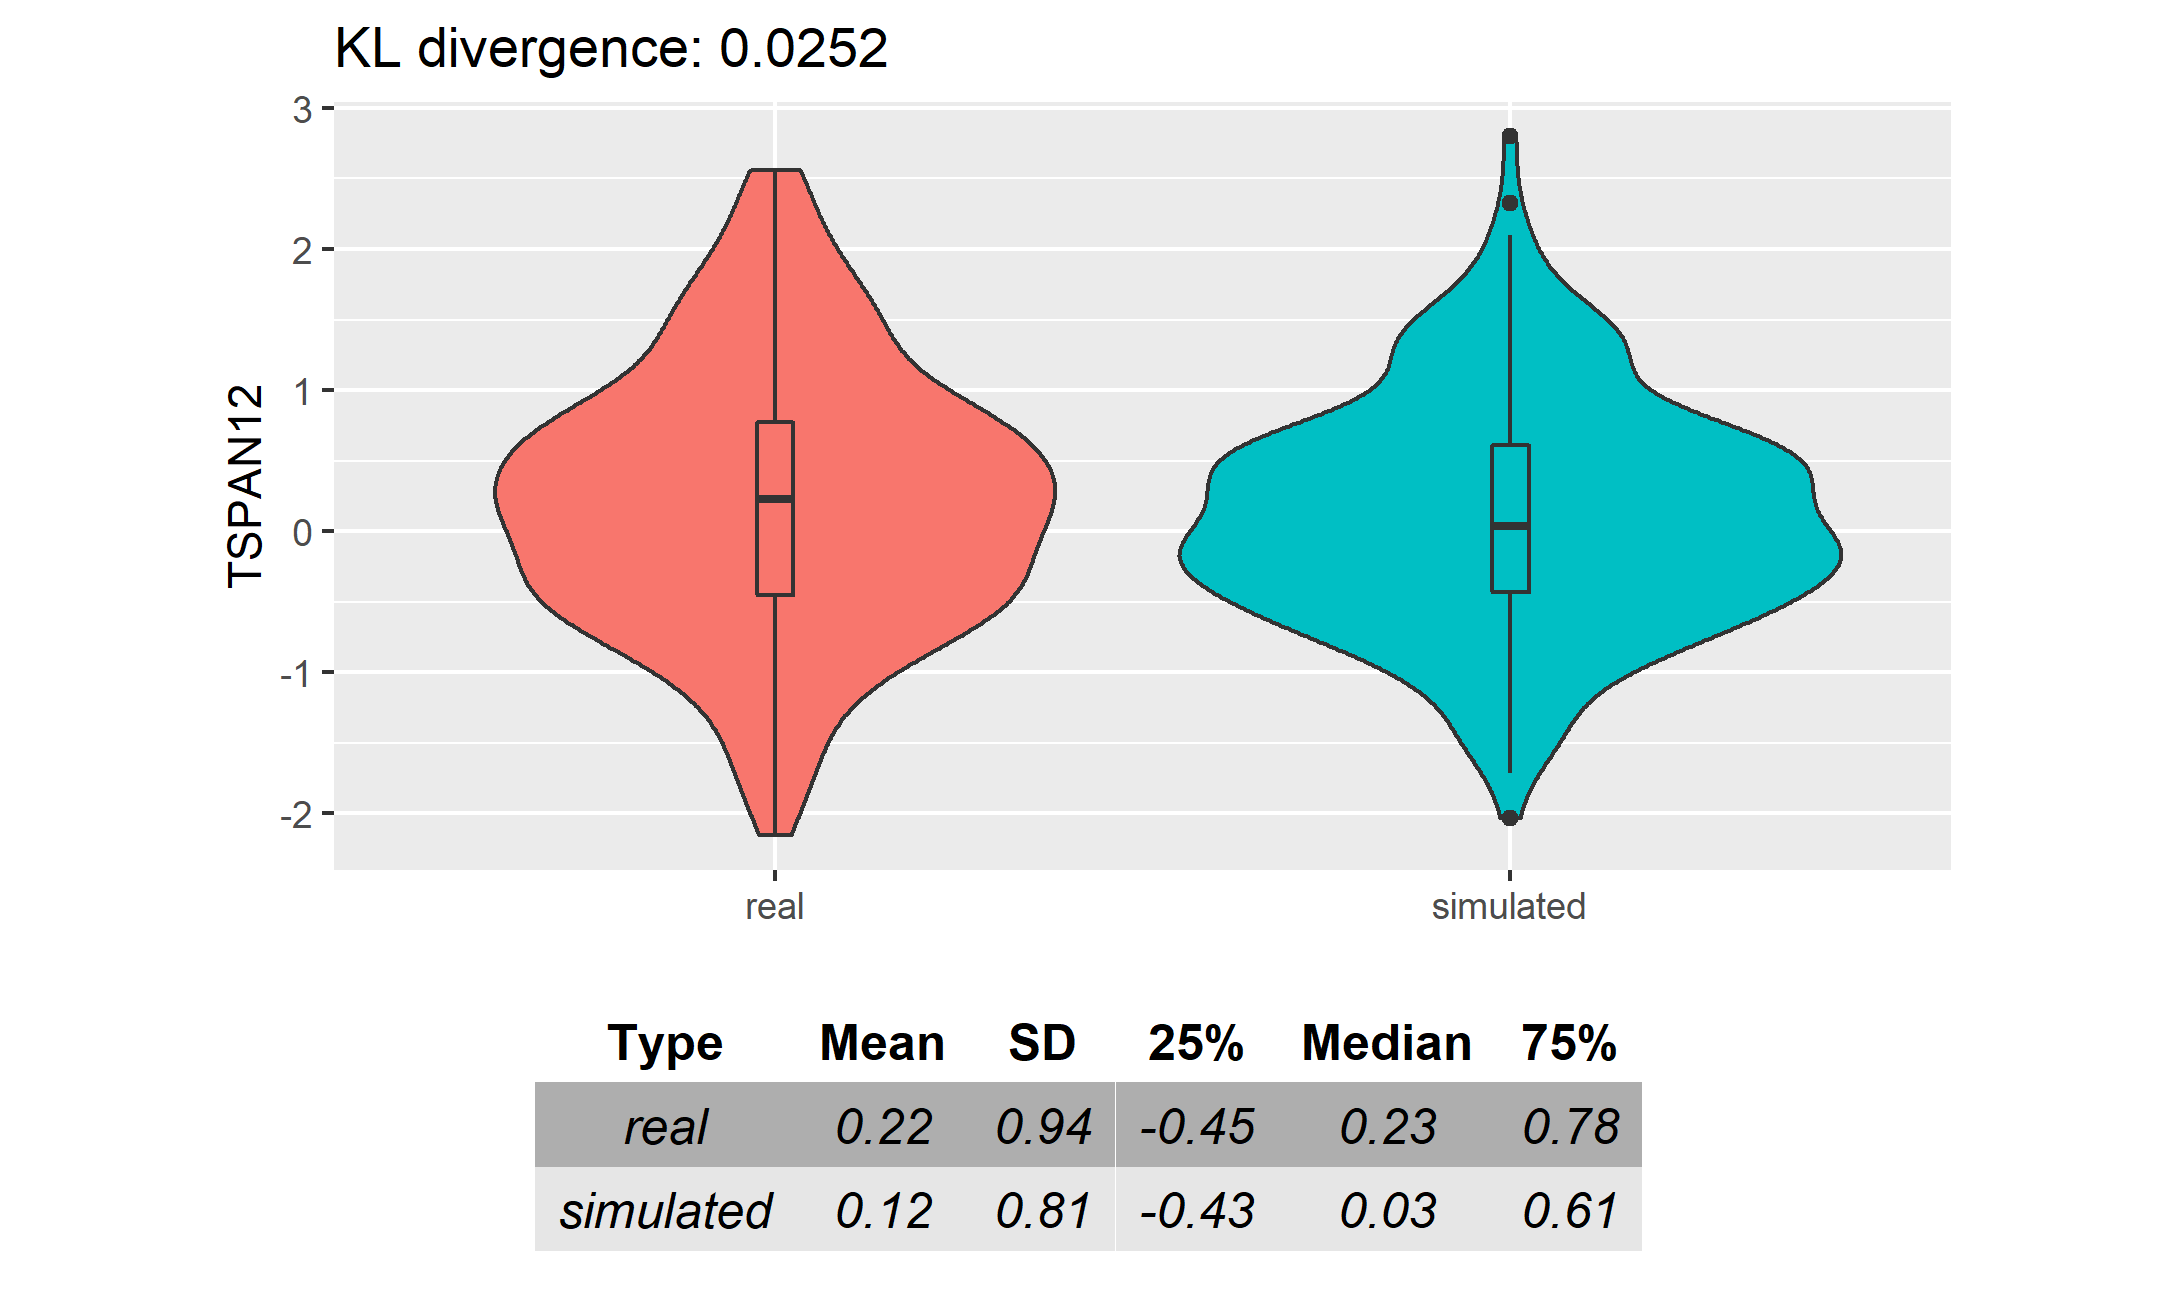 KL divergence: 0.0252
3
2
1
0
-1
-2
TSPAN12
real simulated
Type Mean SD 25% Median 75%
real 0.22 0.94 -0.45 0.23 0.78
simulated 0.12 0.81 -0.43 0.03 0.61